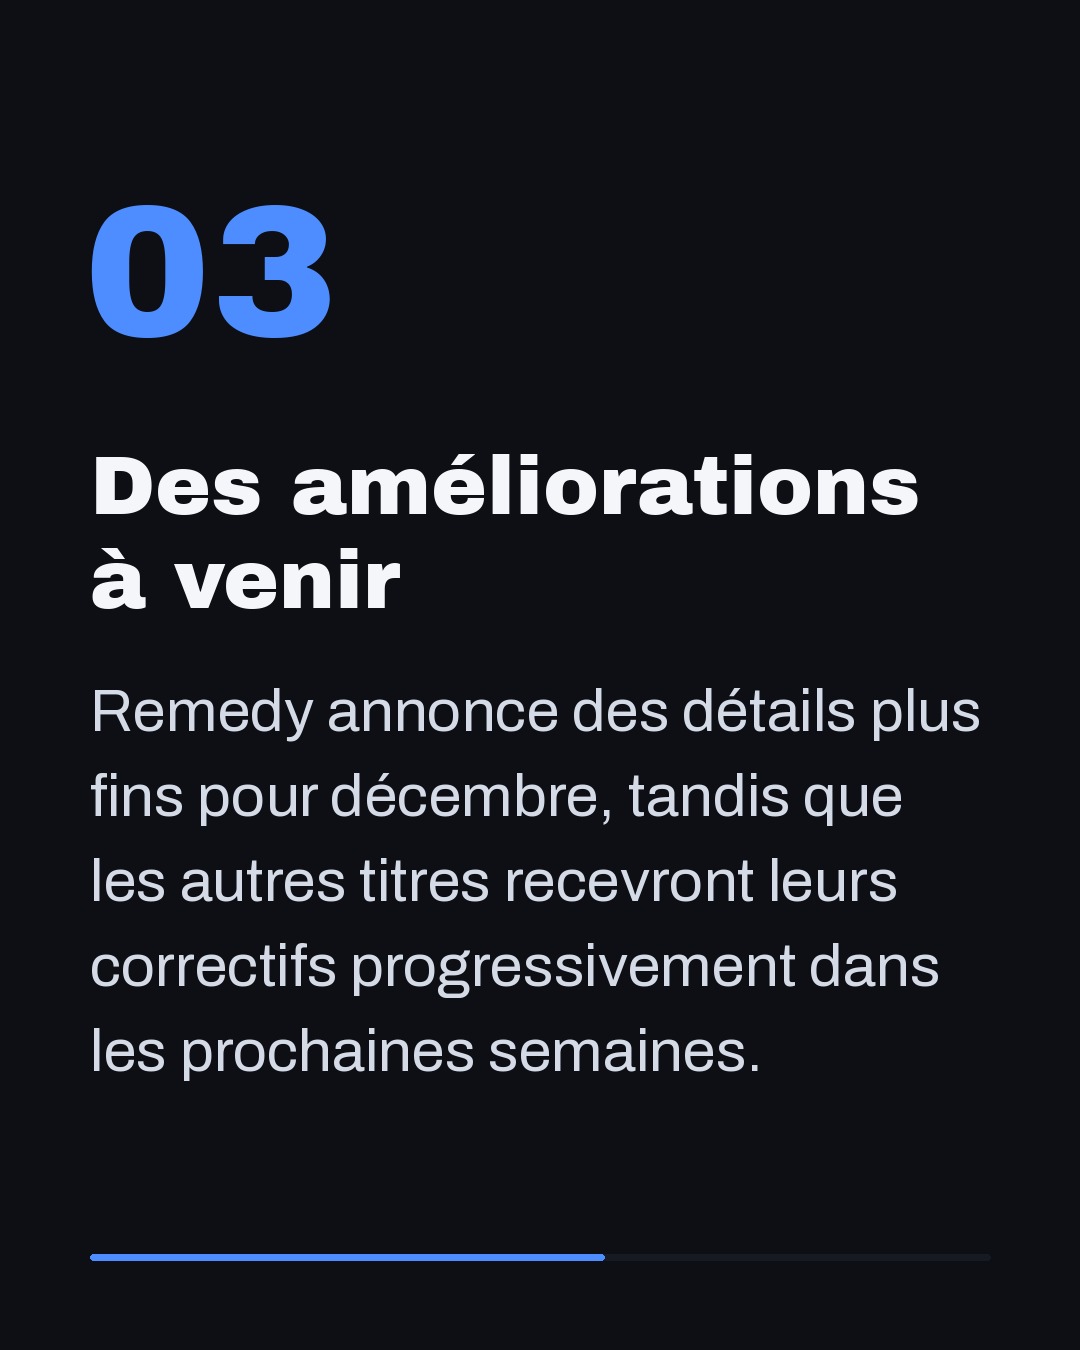 03
Des améliorations
à venir
Remedy annonce des détails plus
fins pour décembre, tandis que
les autres titres recevront leurs
correctifs progressivement dans
les prochaines semaines.